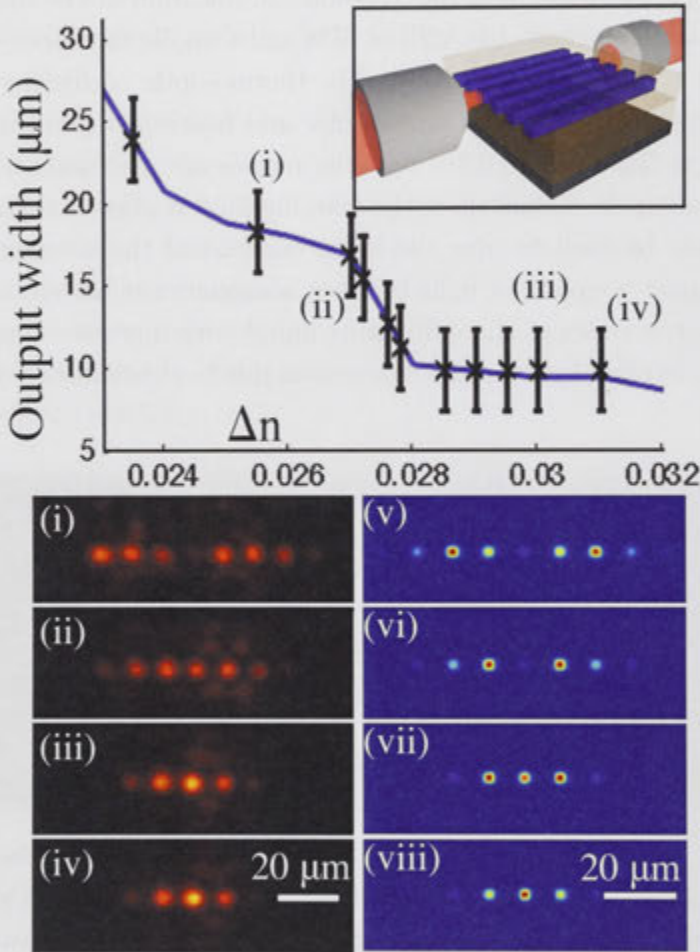 Output width (μm)
30
25
20
15
10
5
(i)
(ii)
(iii)
(iv)
Δn
0.024
0.026
0.028
0.03
0.032
(i)
(v)
(ii)
(vi)
(iii)
(vii)
(iv)
20 μm
(viii)
20 μm